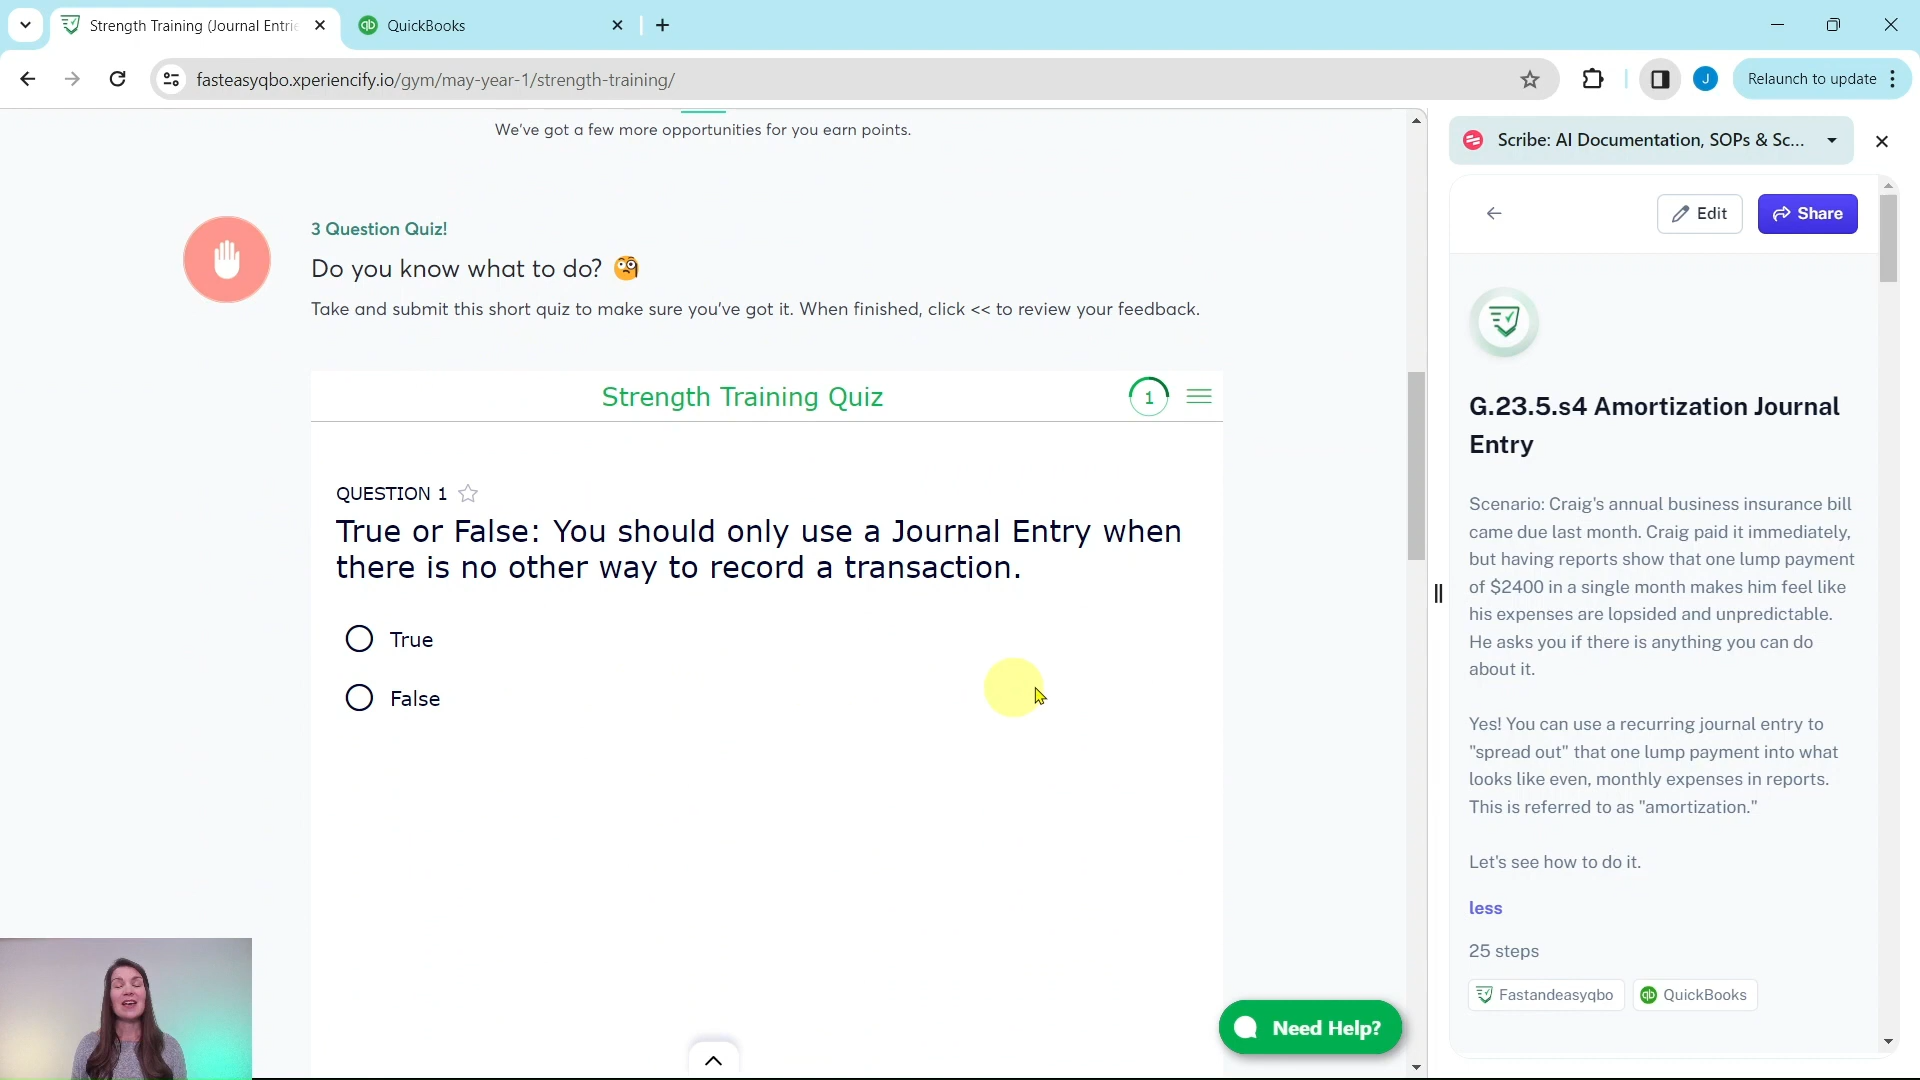 Strength Training (Journal Entrie
QuickBooks
fasteasyqbo.xperiencify.io/gym/may-year-1/strength-training/
J
Relaunch to update
We've got a few more opportunities for you earn points.
3 Question Quiz!
Do you know what to do? 🧐
Take and submit this short quiz to make sure you've got it. When finished, click << to review your feedback.
Strength Training Quiz
1
QUESTION 1
True or False: You should only use a Journal Entry when
there is no other way to record a transaction.
True
False
Need Help?
Scribe: AI Documentation, SOPs & Sc...
Edit
Share
G.23.5.s4 Amortization Journal
Entry
Scenario: Craig's annual business insurance bill
came due last month. Craig paid it immediately,
but having reports show that one lump payment
of $2400 in a single month makes him feel like
his expenses are lopsided and unpredictable.
He asks you if there is anything you can do
about it.
Yes! You can use a recurring journal entry to
"spread out" that one lump payment into what
looks like even, monthly expenses in reports.
This is referred to as "amortization."
Let's see how to do it.
less
25 steps
Fastandeasyqbo
QuickBooks